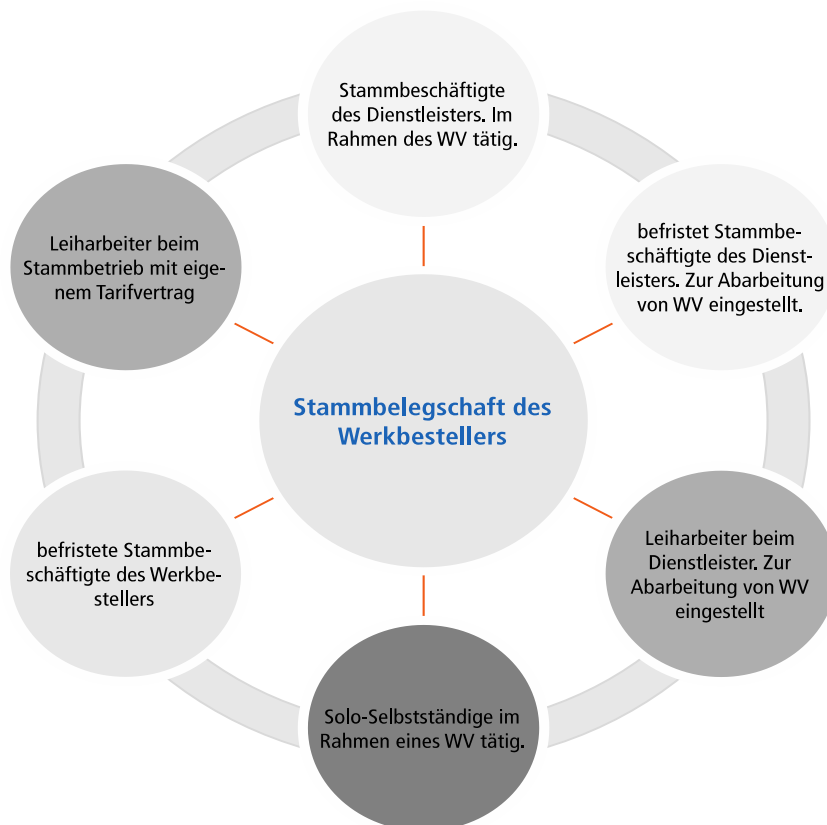 Stammbeschäftigte
des Dienstleisters. Im
Rahmen des WV tätig.
befristet Stammbe-
schäftigte des Dienst-
leisters. Zur Abarbeitung
von WV eingestellt.
Leiharbeiter beim
Dienstleister. Zur
Abarbeitung von WV
eingestellt
Solo-Selbstständige im
Rahmen eines WV tätig.
befristete Stammbe-
schäftigte des Werkbe-
stellers
Leiharbeiter beim
Stammbetrieb mit eige-
nem Tarifvertrag
Stammbelegschaft des
Werkbestellers